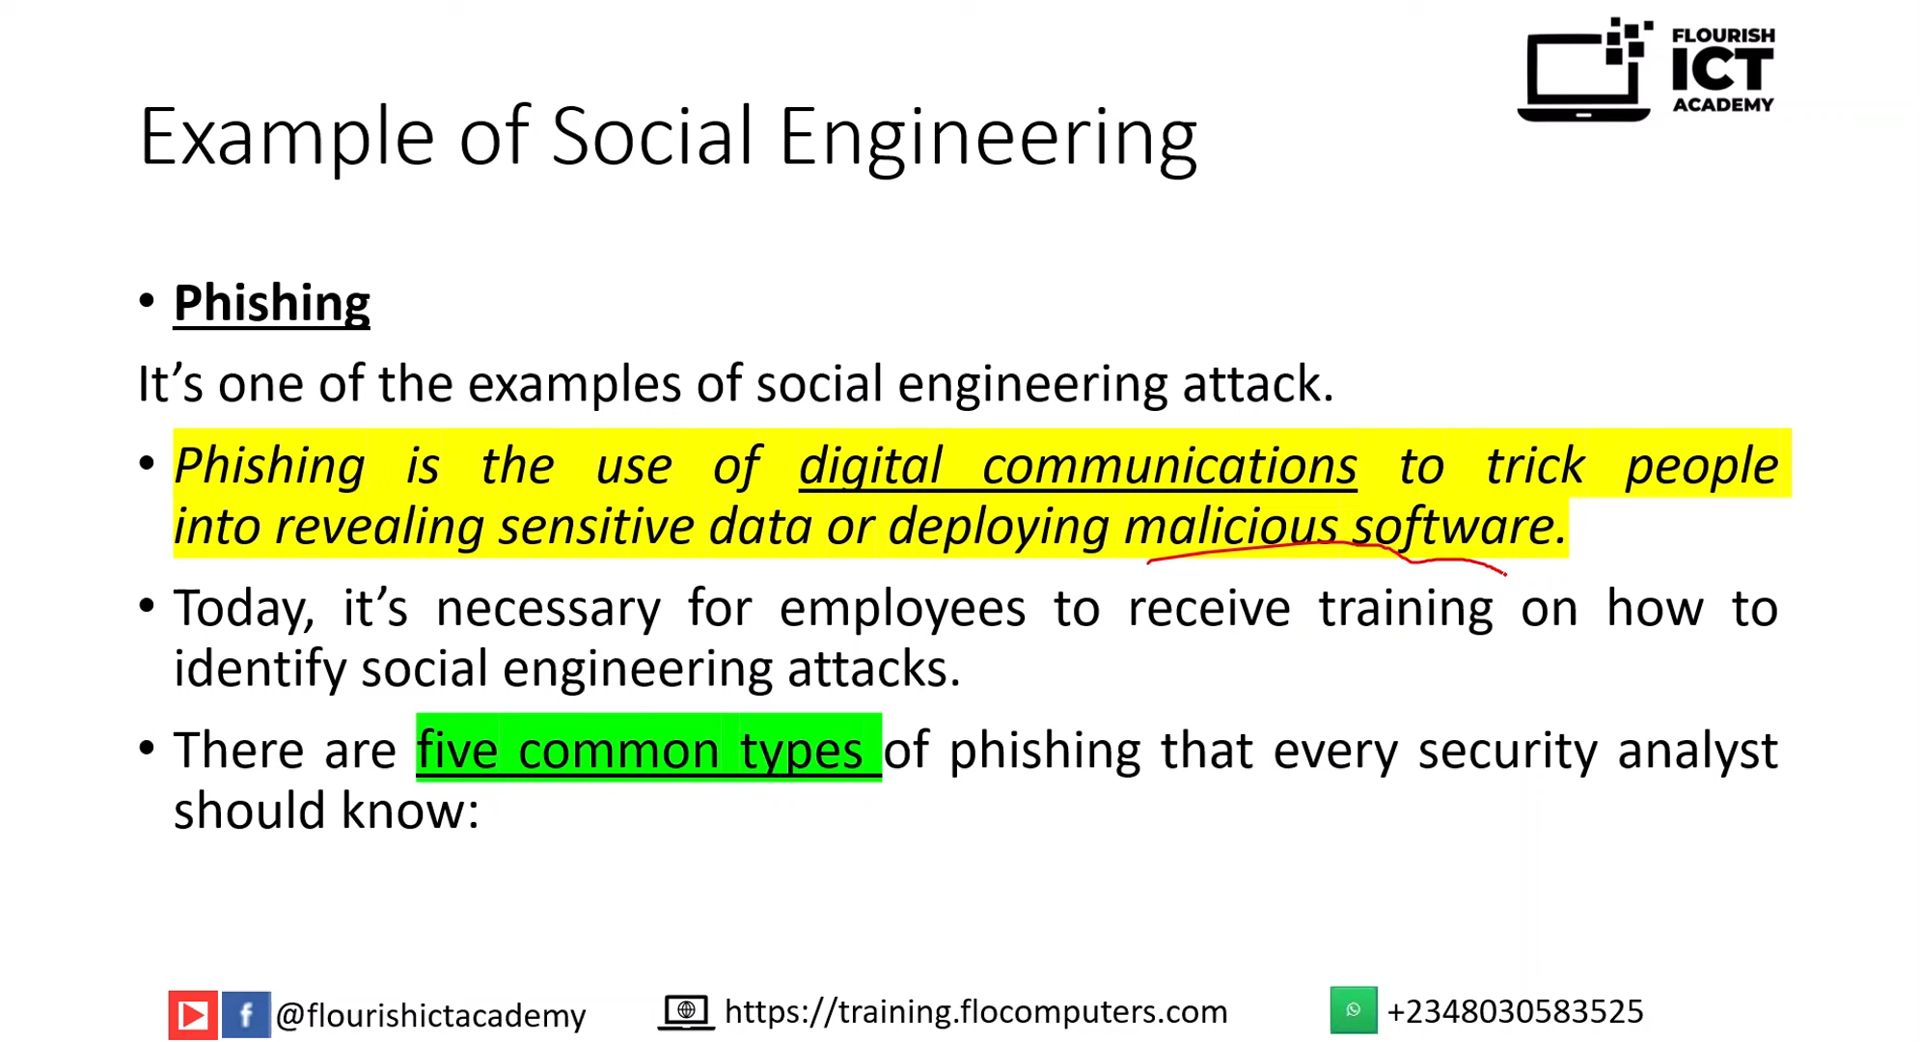 FLOURISH
ICT
ACADEMY
Example of Social Engineering
• Phishing
It’s one of the examples of social engineering attack.
• Phishing is the use of digital communications to trick people
into revealing sensitive data or deploying malicious software.
• Today, it’s necessary for employees to receive training on how to
identify social engineering attacks.
• There are five common types of phishing that every security analyst
should know:
@flourishictacademy https://training.flocomputers.com +2348030583525